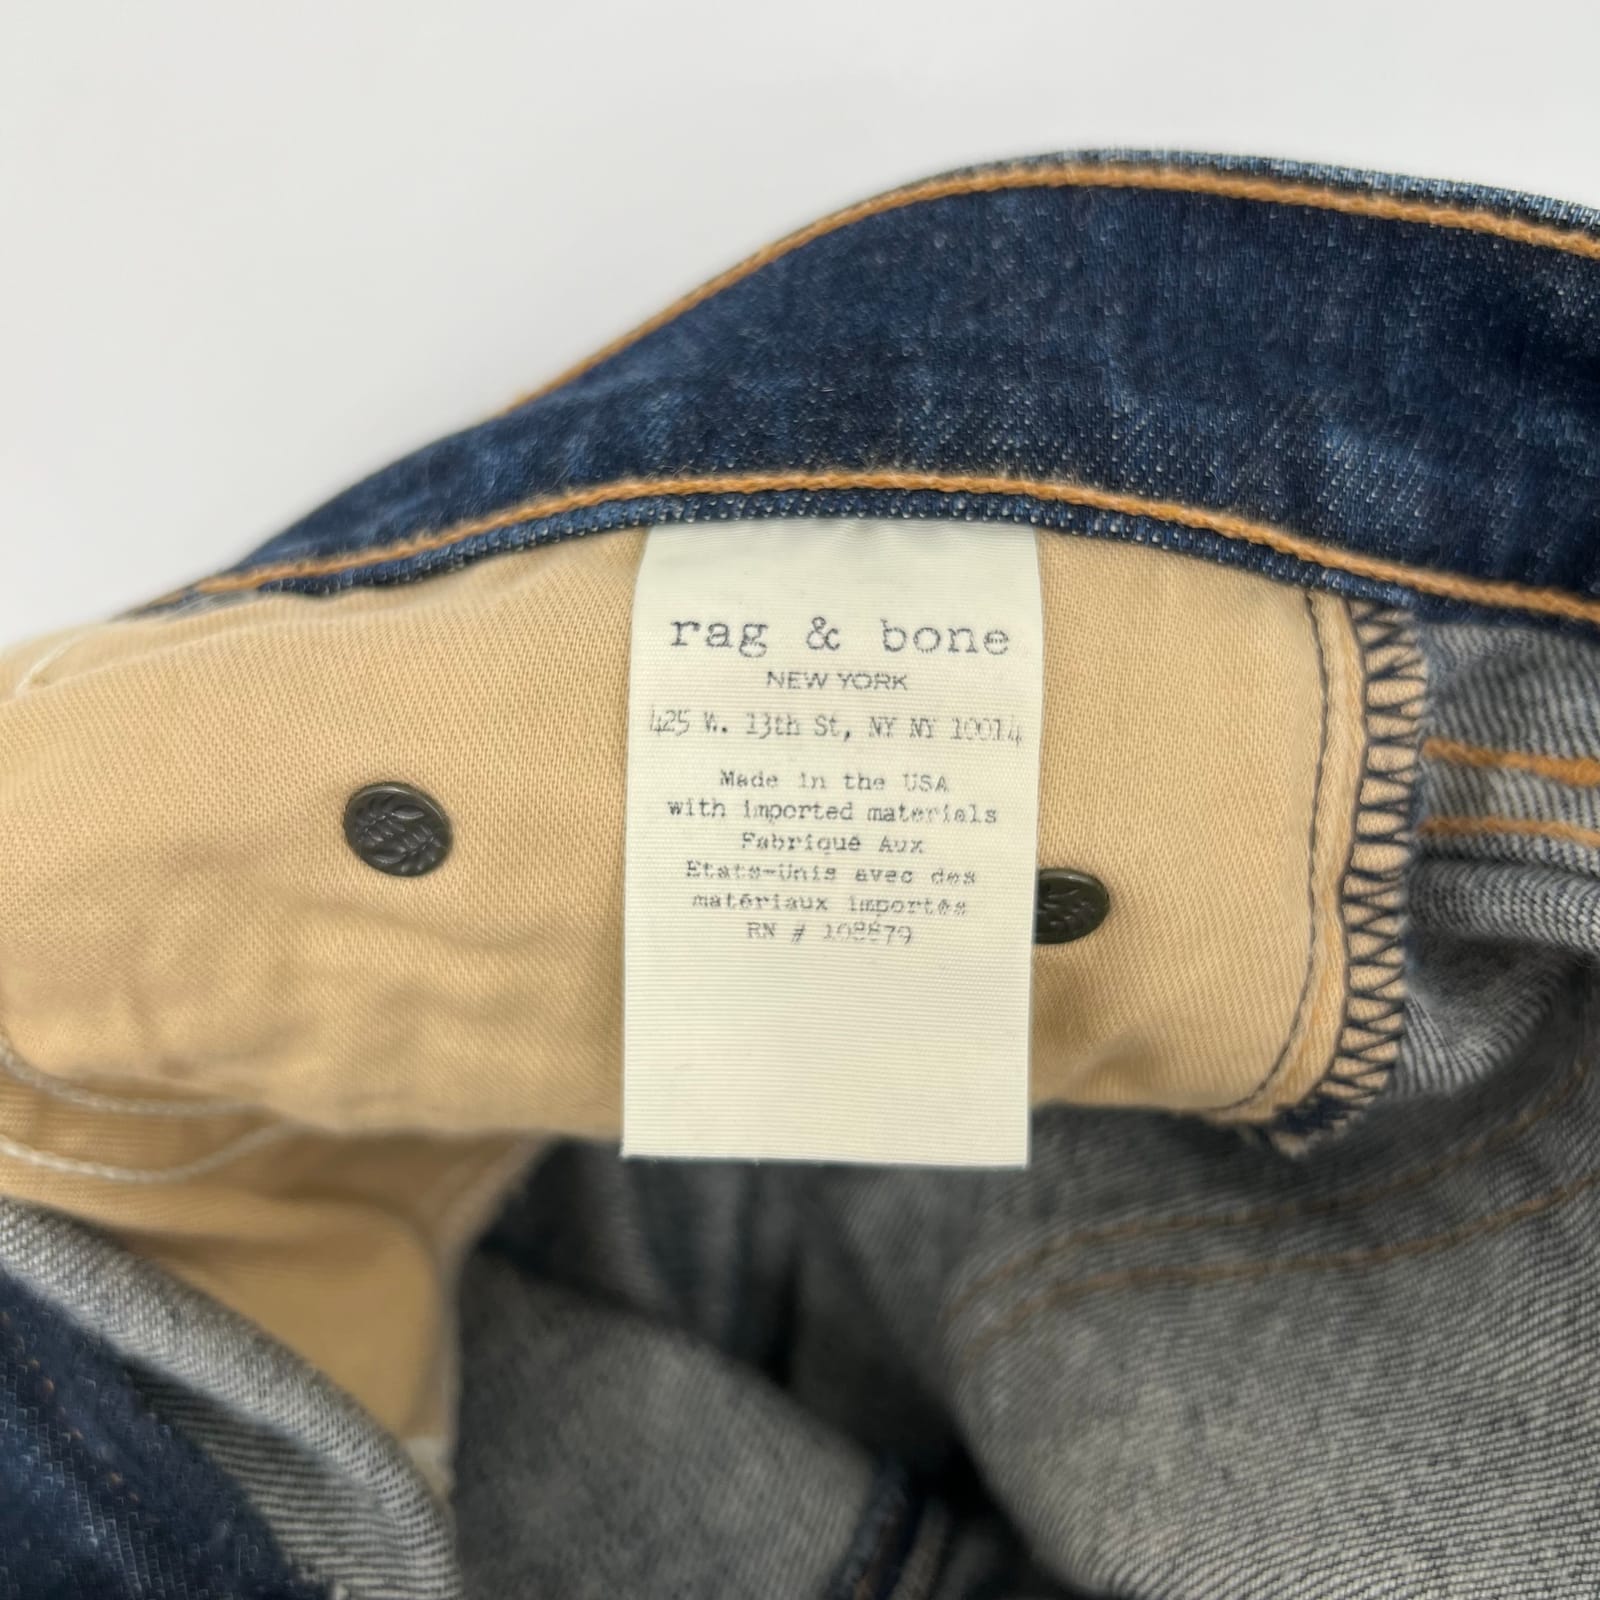 rag & bone
NEW YORK
425 W. 13th St, NY NY 10014
Made in the USA
with imported materials
Fabriqué Aux
Etats-Unis avec des
matériaux importés
RN # 108879